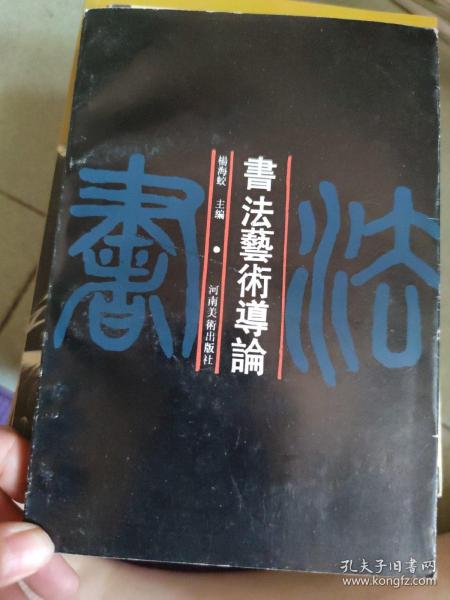 書法藝術導論
楊海蛟 主編
河南美術出版社
書
法
孔夫子旧书网
www.kongfz.com